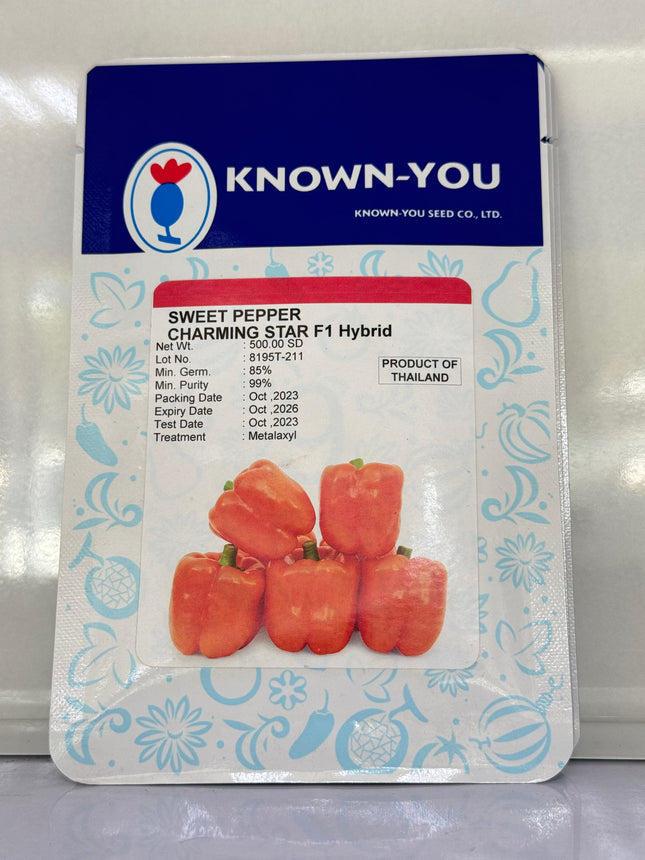 KNOWN-YOU
KNOWN-YOU SEED CO., LTD.
SWEET PEPPER
CHARMING STAR F1 Hybrid
Net Wt. : 500.00 SD
Lot No. : 8195T-211
Min. Germ. : 85%
Min. Purity : 99%
Packing Date : Oct ,2023
Expiry Date : Oct ,2026
Test Date : Oct ,2023
Treatment : Metalaxyl
PRODUCT OF
THAILAND